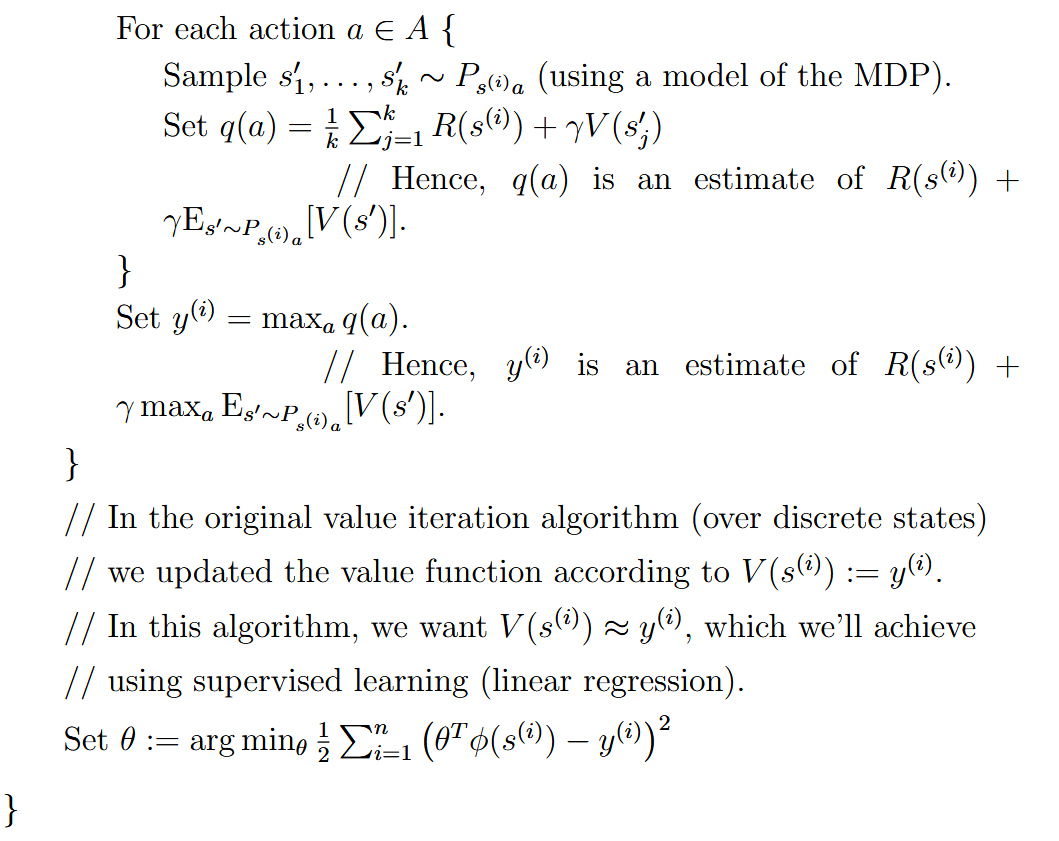 For each action $a \in A$ {
Sample $s'_1, \ldots, s'_k \sim P_{s^{(i)}a}$ (using a model of the MDP).
Set $q(a) = \frac{1}{k} \sum_{j=1}^{k} R(s^{(i)}) + \gamma V(s'_j)$
// Hence, $q(a)$ is an estimate of $R(s^{(i)}) +$
$\gamma \mathrm{E}_{s' \sim P_{s^{(i)}a}}[V(s')]$.
}
Set $y^{(i)} = \max_a q(a)$.
// Hence, $y^{(i)}$ is an estimate of $R(s^{(i)}) +$
$\gamma \max_a \mathrm{E}_{s' \sim P_{s^{(i)}a}}[V(s')]$.
}
// In the original value iteration algorithm (over discrete states)
// we updated the value function according to $V(s^{(i)}) := y^{(i)}$.
// In this algorithm, we want $V(s^{(i)}) \approx y^{(i)}$, which we'll achieve
// using supervised learning (linear regression).
Set $\theta := \arg\min_\theta \frac{1}{2} \sum_{i=1}^{n} \left(\theta^T \phi(s^{(i)}) - y^{(i)}\right)^2$
}